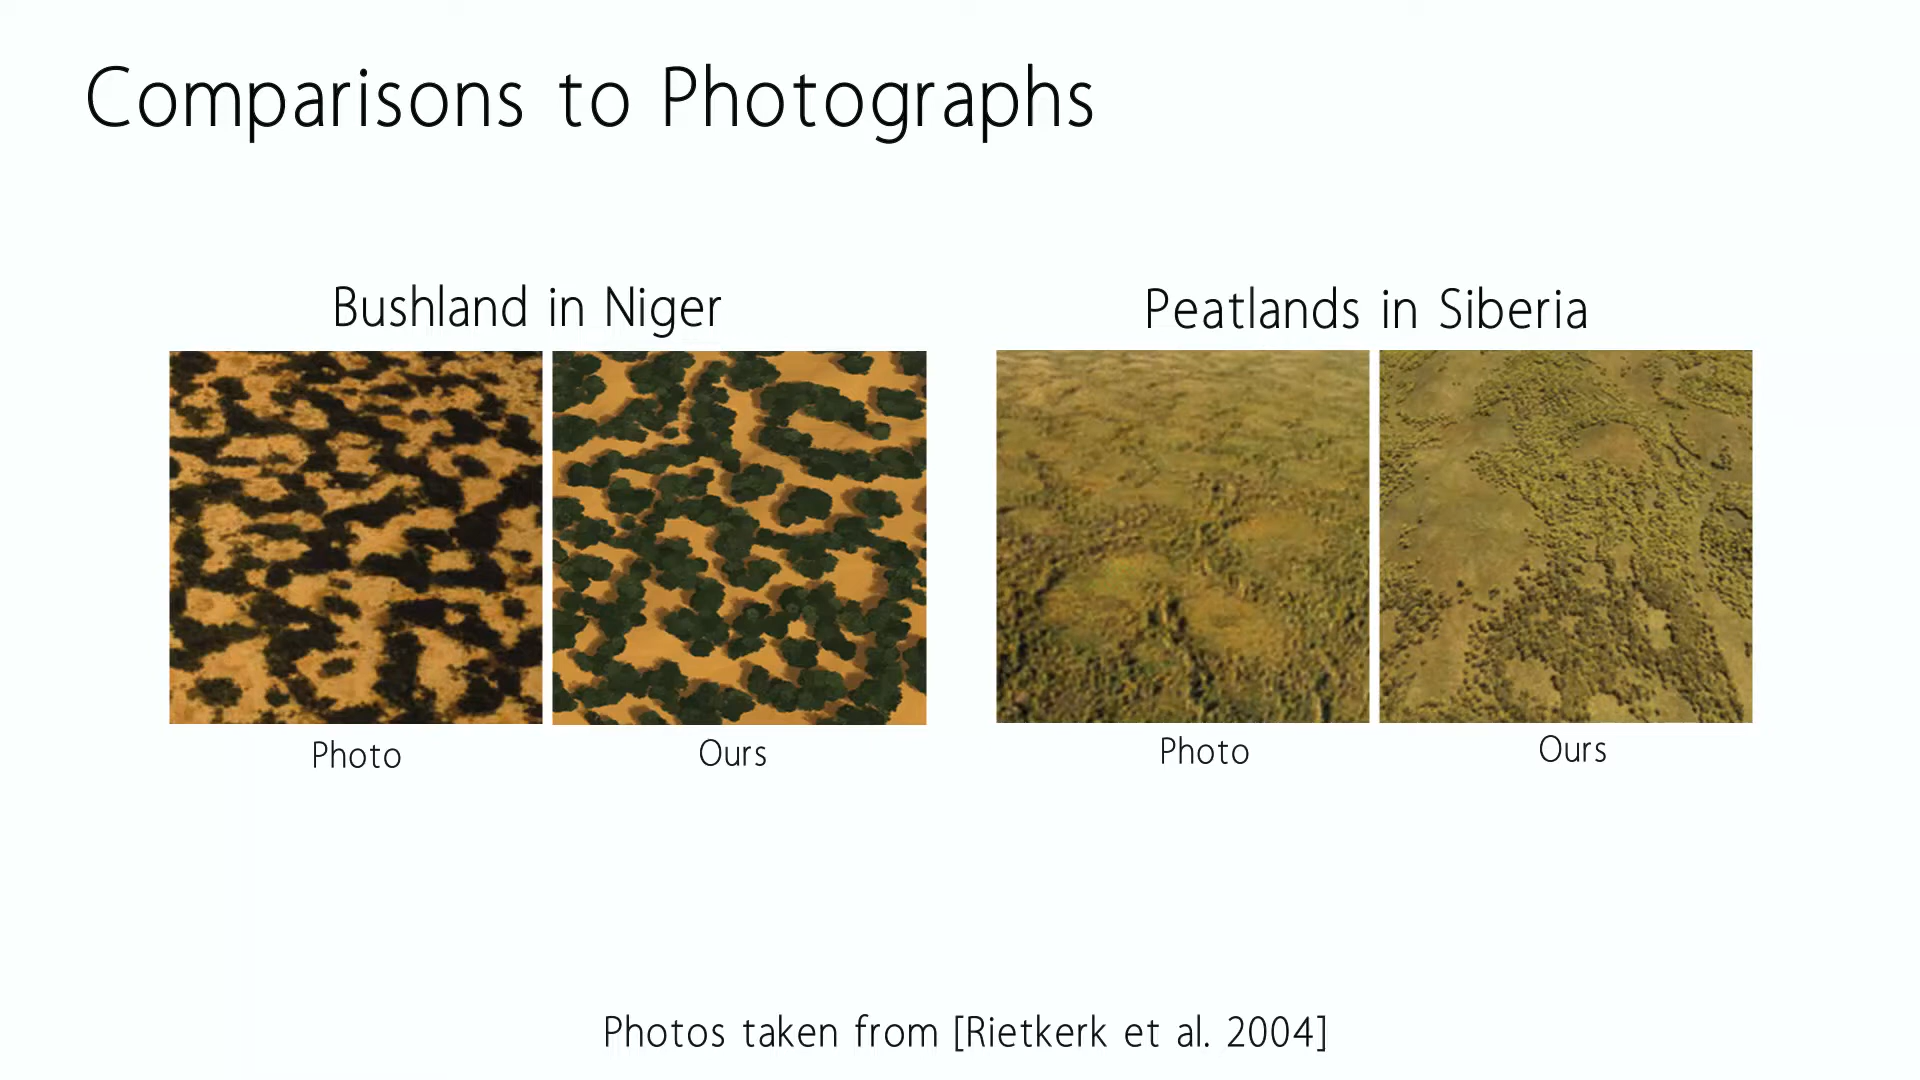 Comparisons to Photographs
Bushland in Niger
Peatlands in Siberia
Photo
Ours
Photo
Ours
Photos taken from [Rietkerk et al. 2004]